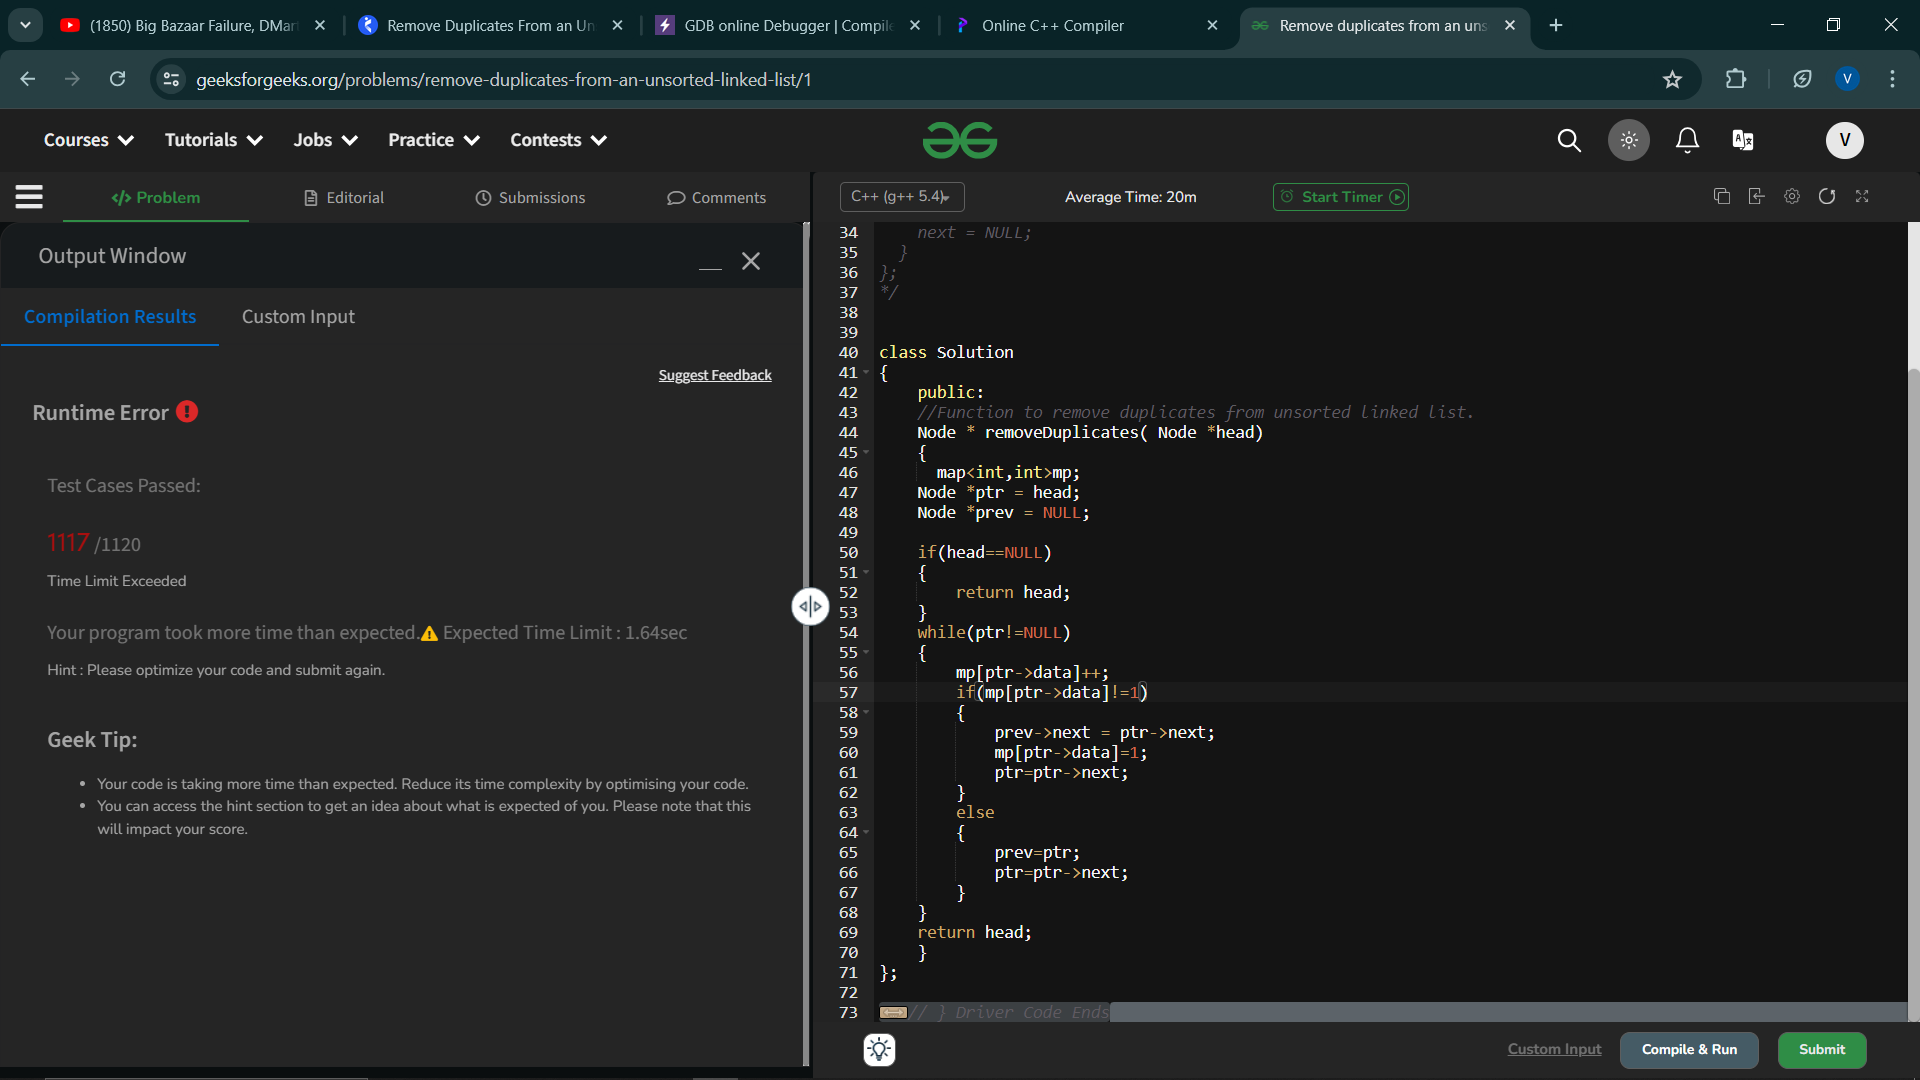 (1850) Big Bazaar Failure, DMar
Remove Duplicates From an Un
GDB online Debugger | Compile
Online C++ Compiler
Remove duplicates from an uns
geeksforgeeks.org/problems/remove-duplicates-from-an-unsorted-linked-list/1
V
Courses
Tutorials
Jobs
Practice
Contests
V
</> Problem
Editorial
Submissions
Comments
C++ (g++ 5.4)
Average Time: 20m
Start Timer
Output Window
Compilation Results
Custom Input
Suggest Feedback
Runtime Error
Test Cases Passed:
1117 /1120
Time Limit Exceeded
Your program took more time than expected. Expected Time Limit : 1.64sec
Hint : Please optimize your code and submit again.
Geek Tip:
• Your code is taking more time than expected. Reduce its time complexity by optimising your code.
• You can access the hint section to get an idea about what is expected of you. Please note that this
will impact your score.
34 next = NULL;
35 }
36 };
37 */
38
39
40 class Solution
41 {
42 public:
43 //Function to remove duplicates from unsorted linked list.
44 Node * removeDuplicates( Node *head)
45 {
46 map<int,int>mp;
47 Node *ptr = head;
48 Node *prev = NULL;
49
50 if(head==NULL)
51 {
52 return head;
53 }
54 while(ptr!=NULL)
55 {
56 mp[ptr->data]++;
57 if(mp[ptr->data]!=1)
58 {
59 prev->next = ptr->next;
60 mp[ptr->data]=1;
61 ptr=ptr->next;
62 }
63 else
64 {
65 prev=ptr;
66 ptr=ptr->next;
67 }
68 }
69 return head;
70 }
71 };
72
73 // } Driver Code Ends
Custom Input
Compile & Run
Submit